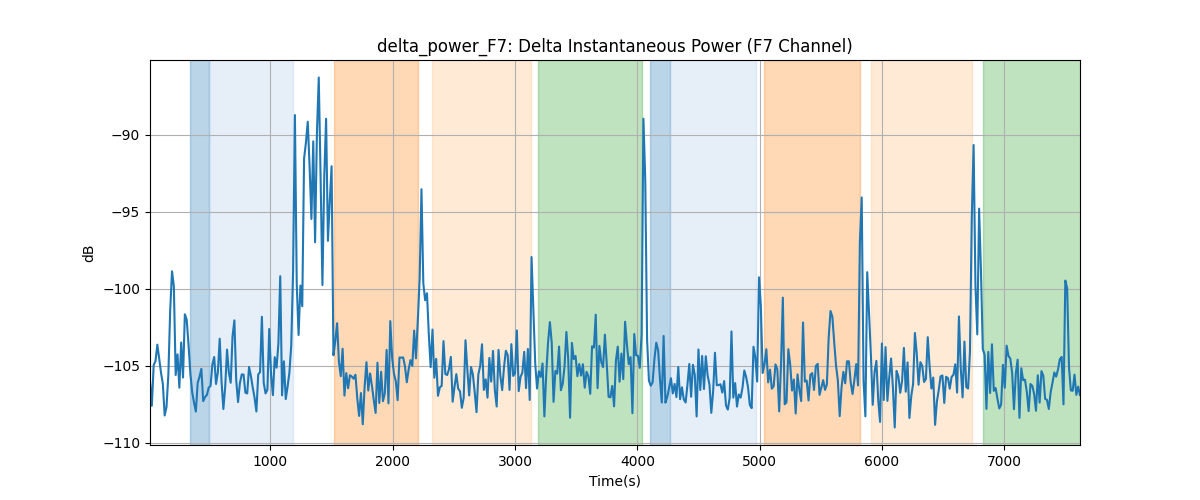 delta_power_F7: Delta Instantaneous Power (F7 Channel)
−90
−95
−100
−105
−110
dB
1000 2000 3000 4000 5000 6000 7000
Time(s)